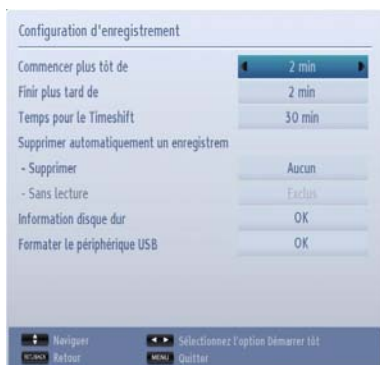 Configuration d'enregistrement
Commencer plus tôt de 2 min
Finir plus tard de 2 min
Temps pour le Timeshift 30 min
Supprimer automatiquement un enregistrem
- Supprimer Aucun
- Sans lecture Exclus
Information disque dur OK
Formater le périphérique USB OK
Naviguer Sélectionnez l'option Démarrer tôt
Retour MENU Quitter